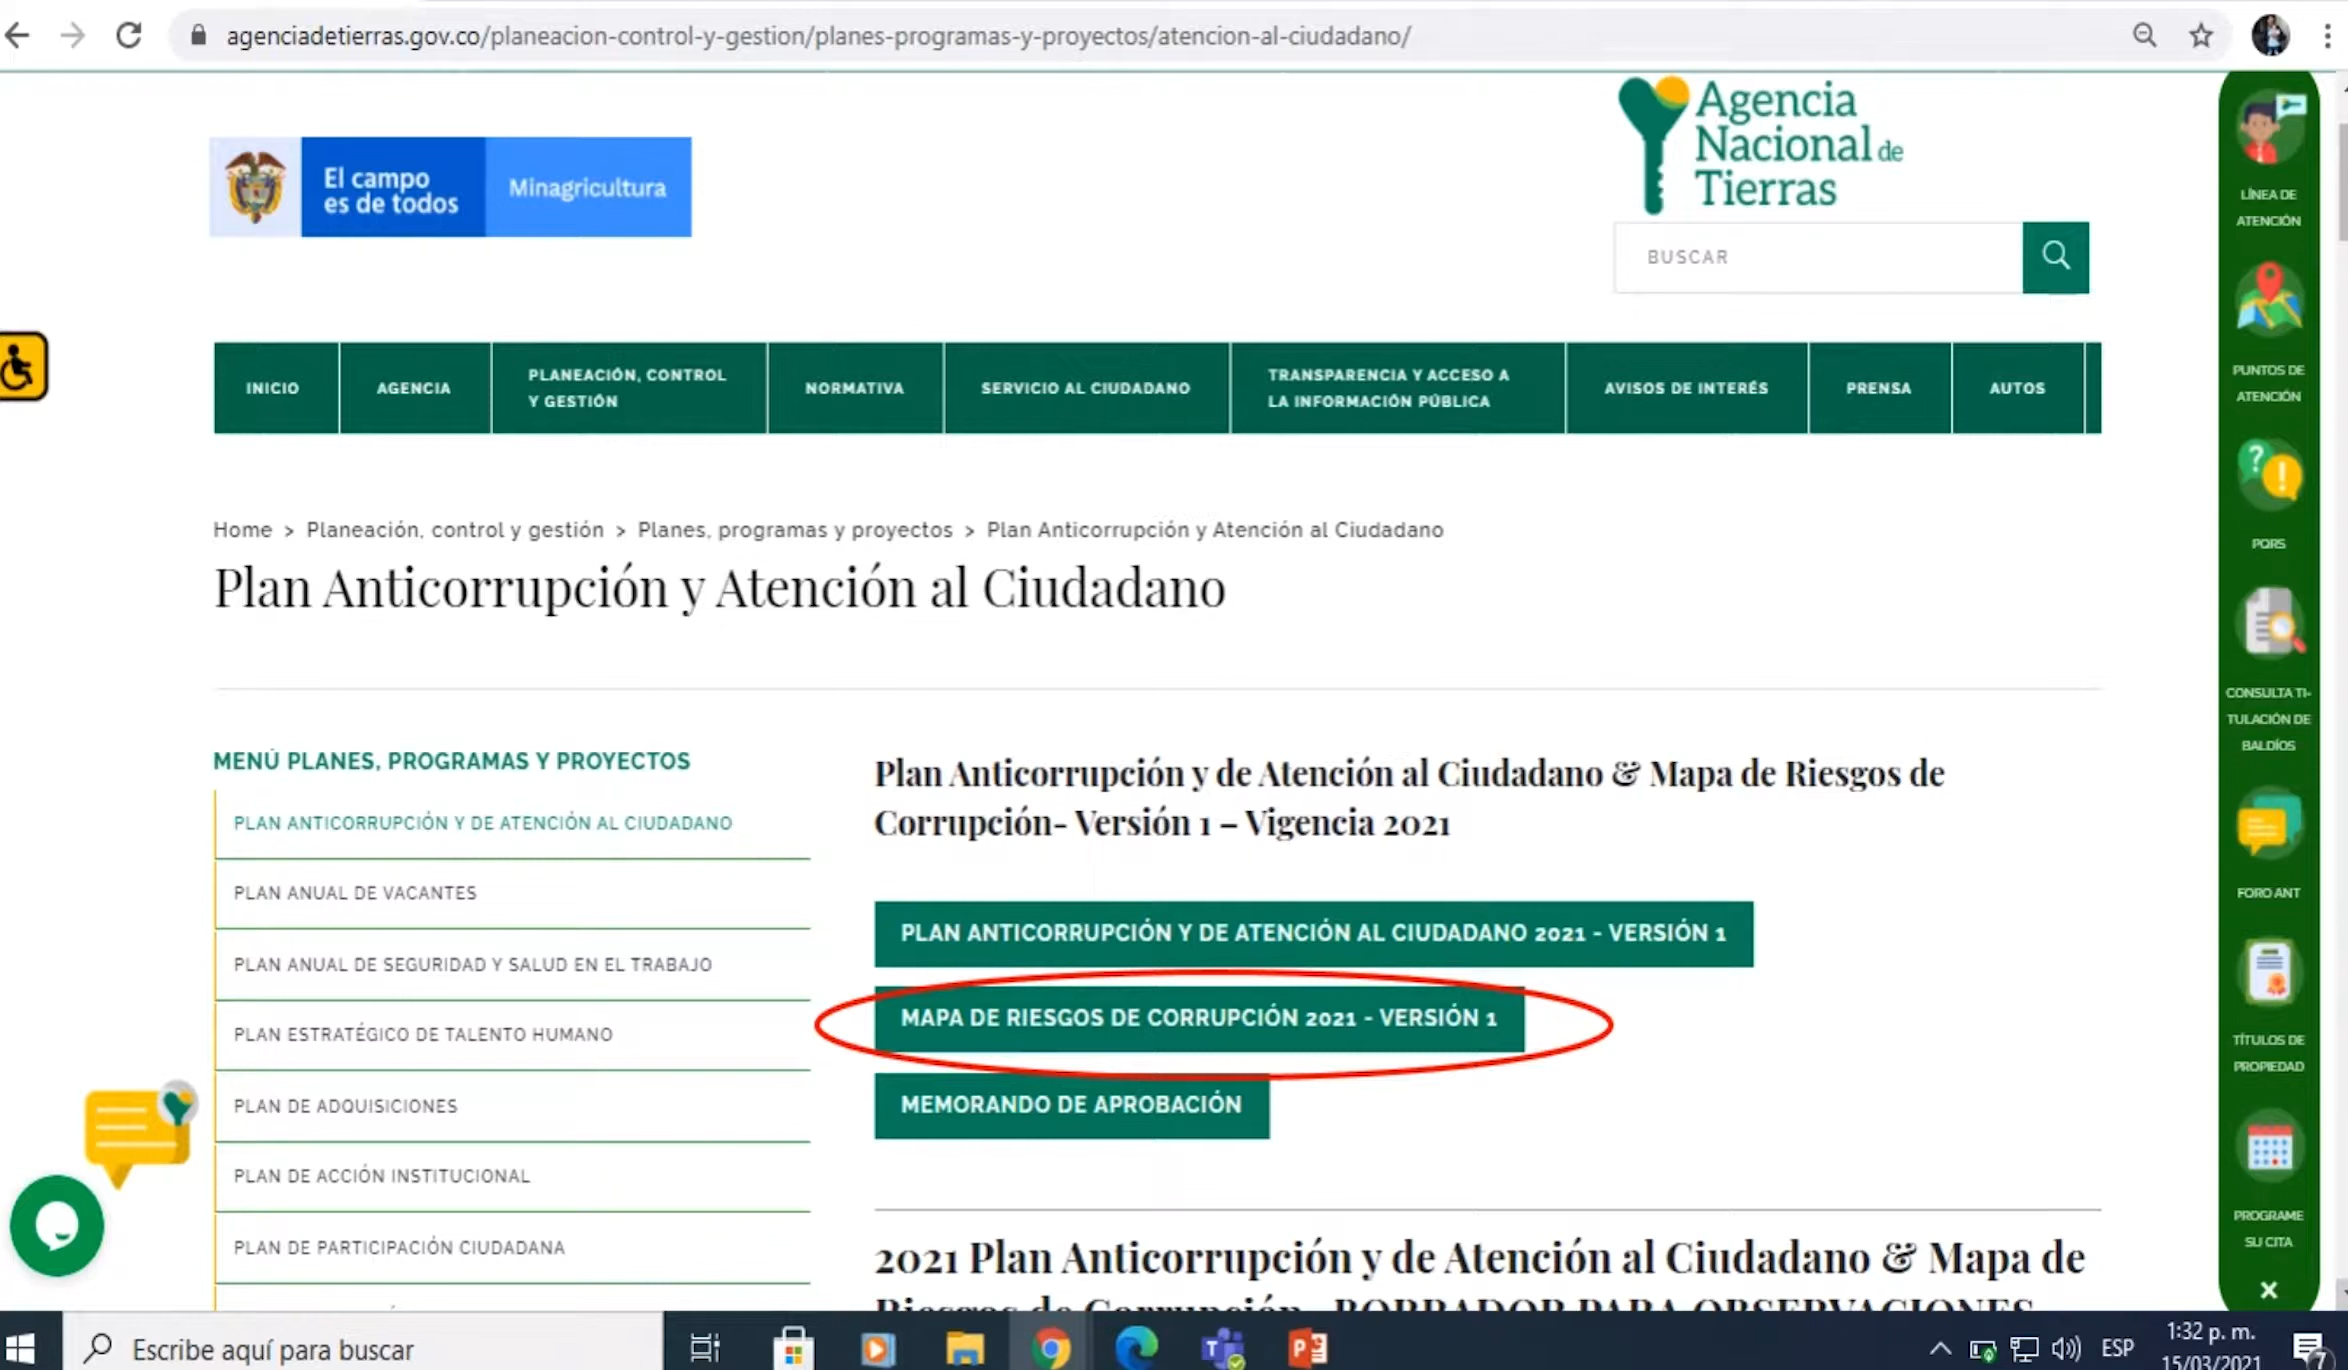 agenciadetierras.gov.co/planeacion-control-y-gestion/planes-programas-y-proyectos/atencion-al-ciudadano/
El campo
es de todos
Minagricultura
Agencia
Nacional de
Tierras
BUSCAR
INICIO
AGENCIA
PLANEACIÓN, CONTROL
Y GESTIÓN
NORMATIVA
SERVICIO AL CIUDADANO
TRANSPARENCIA Y ACCESO A
LA INFORMACIÓN PÚBLICA
AVISOS DE INTERÉS
PRENSA
AUTOS
Home > Planeación, control y gestión > Planes, programas y proyectos > Plan Anticorrupción y Atención al Ciudadano
Plan Anticorrupción y Atención al Ciudadano
MENÚ PLANES, PROGRAMAS Y PROYECTOS
PLAN ANTICORRUPCIÓN Y DE ATENCIÓN AL CIUDADANO
PLAN ANUAL DE VACANTES
PLAN ANUAL DE SEGURIDAD Y SALUD EN EL TRABAJO
PLAN ESTRATÉGICO DE TALENTO HUMANO
PLAN DE ADQUISICIONES
PLAN DE ACCIÓN INSTITUCIONAL
PLAN DE PARTICIPACIÓN CIUDADANA
Plan Anticorrupción y de Atención al Ciudadano & Mapa de Riesgos de
Corrupción- Versión 1 – Vigencia 2021
PLAN ANTICORRUPCIÓN Y DE ATENCIÓN AL CIUDADANO 2021 - VERSIÓN 1
MAPA DE RIESGOS DE CORRUPCIÓN 2021 - VERSIÓN 1
MEMORANDO DE APROBACIÓN
2021 Plan Anticorrupción y de Atención al Ciudadano & Mapa de
Riesgos de Corrupción - BORRADOR PARA OBSERVACIONES
LÍNEA DE
ATENCIÓN
PUNTOS DE
ATENCIÓN
PQRS
CONSULTA TI-
TULACIÓN DE
BALDÍOS
FORO ANT
TÍTULOS DE
PROPIEDAD
PROGRAME
SU CITA
Escribe aquí para buscar
ESP
1:32 p. m.
15/03/2021
7